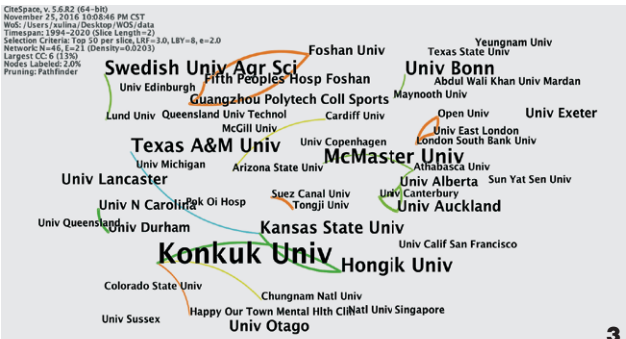 CiteSpace, v. 5.6.R2 (64-bit)
November 25, 2016 10:08:46 PM CST
WoS: /Users/xulina/Desktop/WOS/data
Timespan: 1994-2020 (Slice Length=2)
Selection Criteria: Top 50 per slice, LRF=3.0, LBY=8, e=2.0
Network: N=46, E=21 (Density=0.0203)
Largest CC: 6 (13%)
Nodes Labeled: 2.0%
Pruning: Pathfinder
Yeungnam Univ
Foshan Univ
Texas State Univ
Swedish Univ Agr Sci
Univ Bonn
Fifth Peoples Hosp Foshan
Abdul Wali Khan Univ Mardan
Univ Edinburgh
Maynooth Univ
Guangzhou Polytech Coll Sports
Lund Univ
Queensland Univ Technol
Cardiff Univ
Open Univ
Univ Exeter
McGill Univ
Univ East London
Texas A&M Univ
Univ Copenhagen
London South Bank Univ
McMaster Univ
Univ Michigan
Arizona State Univ
Athabasca Univ
Univ Lancaster
Univ Alberta
Sun Yat Sen Univ
Suez Canal Univ
Univ Canterbury
Univ N Carolina
Pok Oi Hosp
Tongji Univ
Univ Auckland
Univ Queensland
Univ Durham
Kansas State Univ
Univ Calif San Francisco
Konkuk Univ
Hongik Univ
Colorado State Univ
Chungnam Natl Univ
Happy Our Town Mental Hlth Clin
Natl Univ Singapore
Univ Sussex
Univ Otago
3